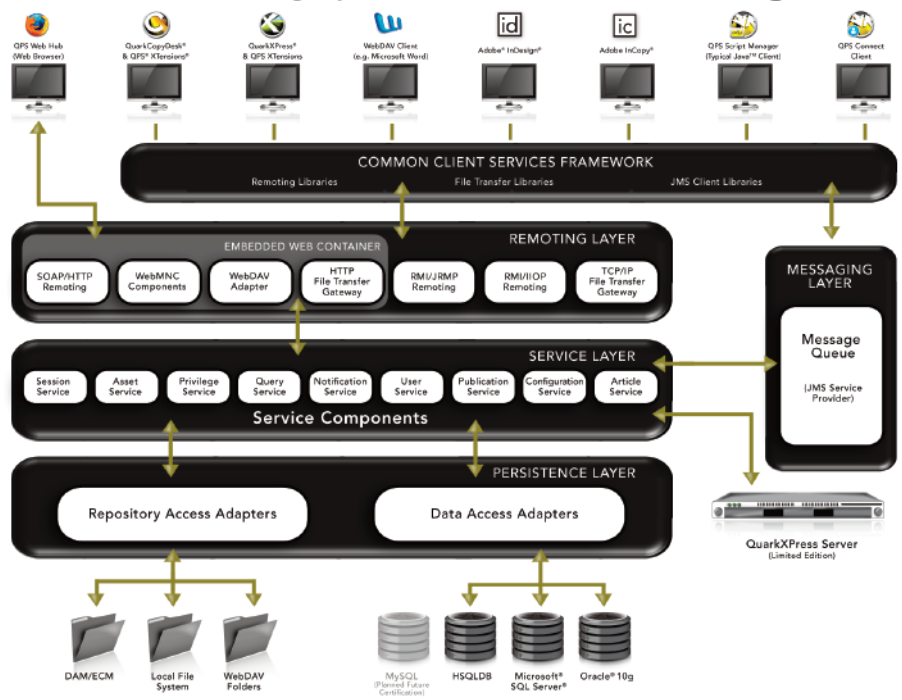 QPS Web Hub
(Web Browser)
QuarkCopyDesk®
& QPS® XTensions®
QuarkXPress®
& QPS XTensions
WebDAV Client
(e.g. Microsoft Word)
id
Adobe® InDesign®
ic
Adobe InCopy®
QPS Script Manager
(Typical Java™ Client)
QPS Connect
Client
COMMON CLIENT SERVICES FRAMEWORK
Remoting Libraries
File Transfer Libraries
JMS Client Libraries
REMOTING LAYER
EMBEDDED WEB CONTAINER
SOAP/HTTP
Remoting
WebMNC
Components
WebDAV
Adapter
HTTP
File Transfer
Gateway
RMI/JRMP
Remoting
RMI/IIOP
Remoting
TCP/IP
File Transfer
Gateway
MESSAGING
LAYER
Message
Queue
(JMS Service
Provider)
SERVICE LAYER
Session
Service
Asset
Service
Privilege
Service
Query
Service
Notification
Service
User
Service
Publication
Service
Configuration
Service
Article
Service
Service Components
PERSISTENCE LAYER
Repository Access Adapters
Data Access Adapters
QuarkXPress Server
(Limited Edition)
DAM/ECM
Local File
System
WebDAV
Folders
MySQL
(Planned Future
Certification)
HSQLDB
Microsoft®
SQL Server®
Oracle® 10g